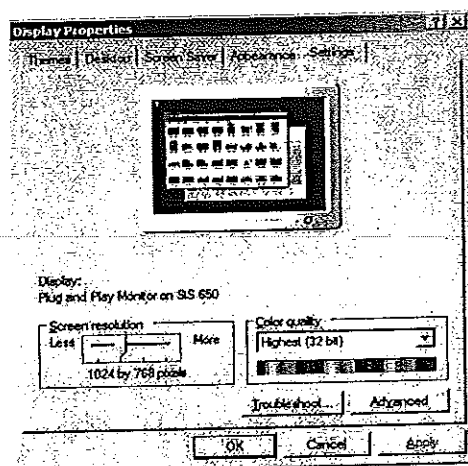 Display Properties
Themes Desktop Screen Saver Appearance Settings
Display:
Plug and Play Monitor on SiS 650
Screen resolution
Less More
1024 by 768 pixels
Color quality
Highest (32 bit)
Troubleshoot... Advanced
OK Cancel Apply